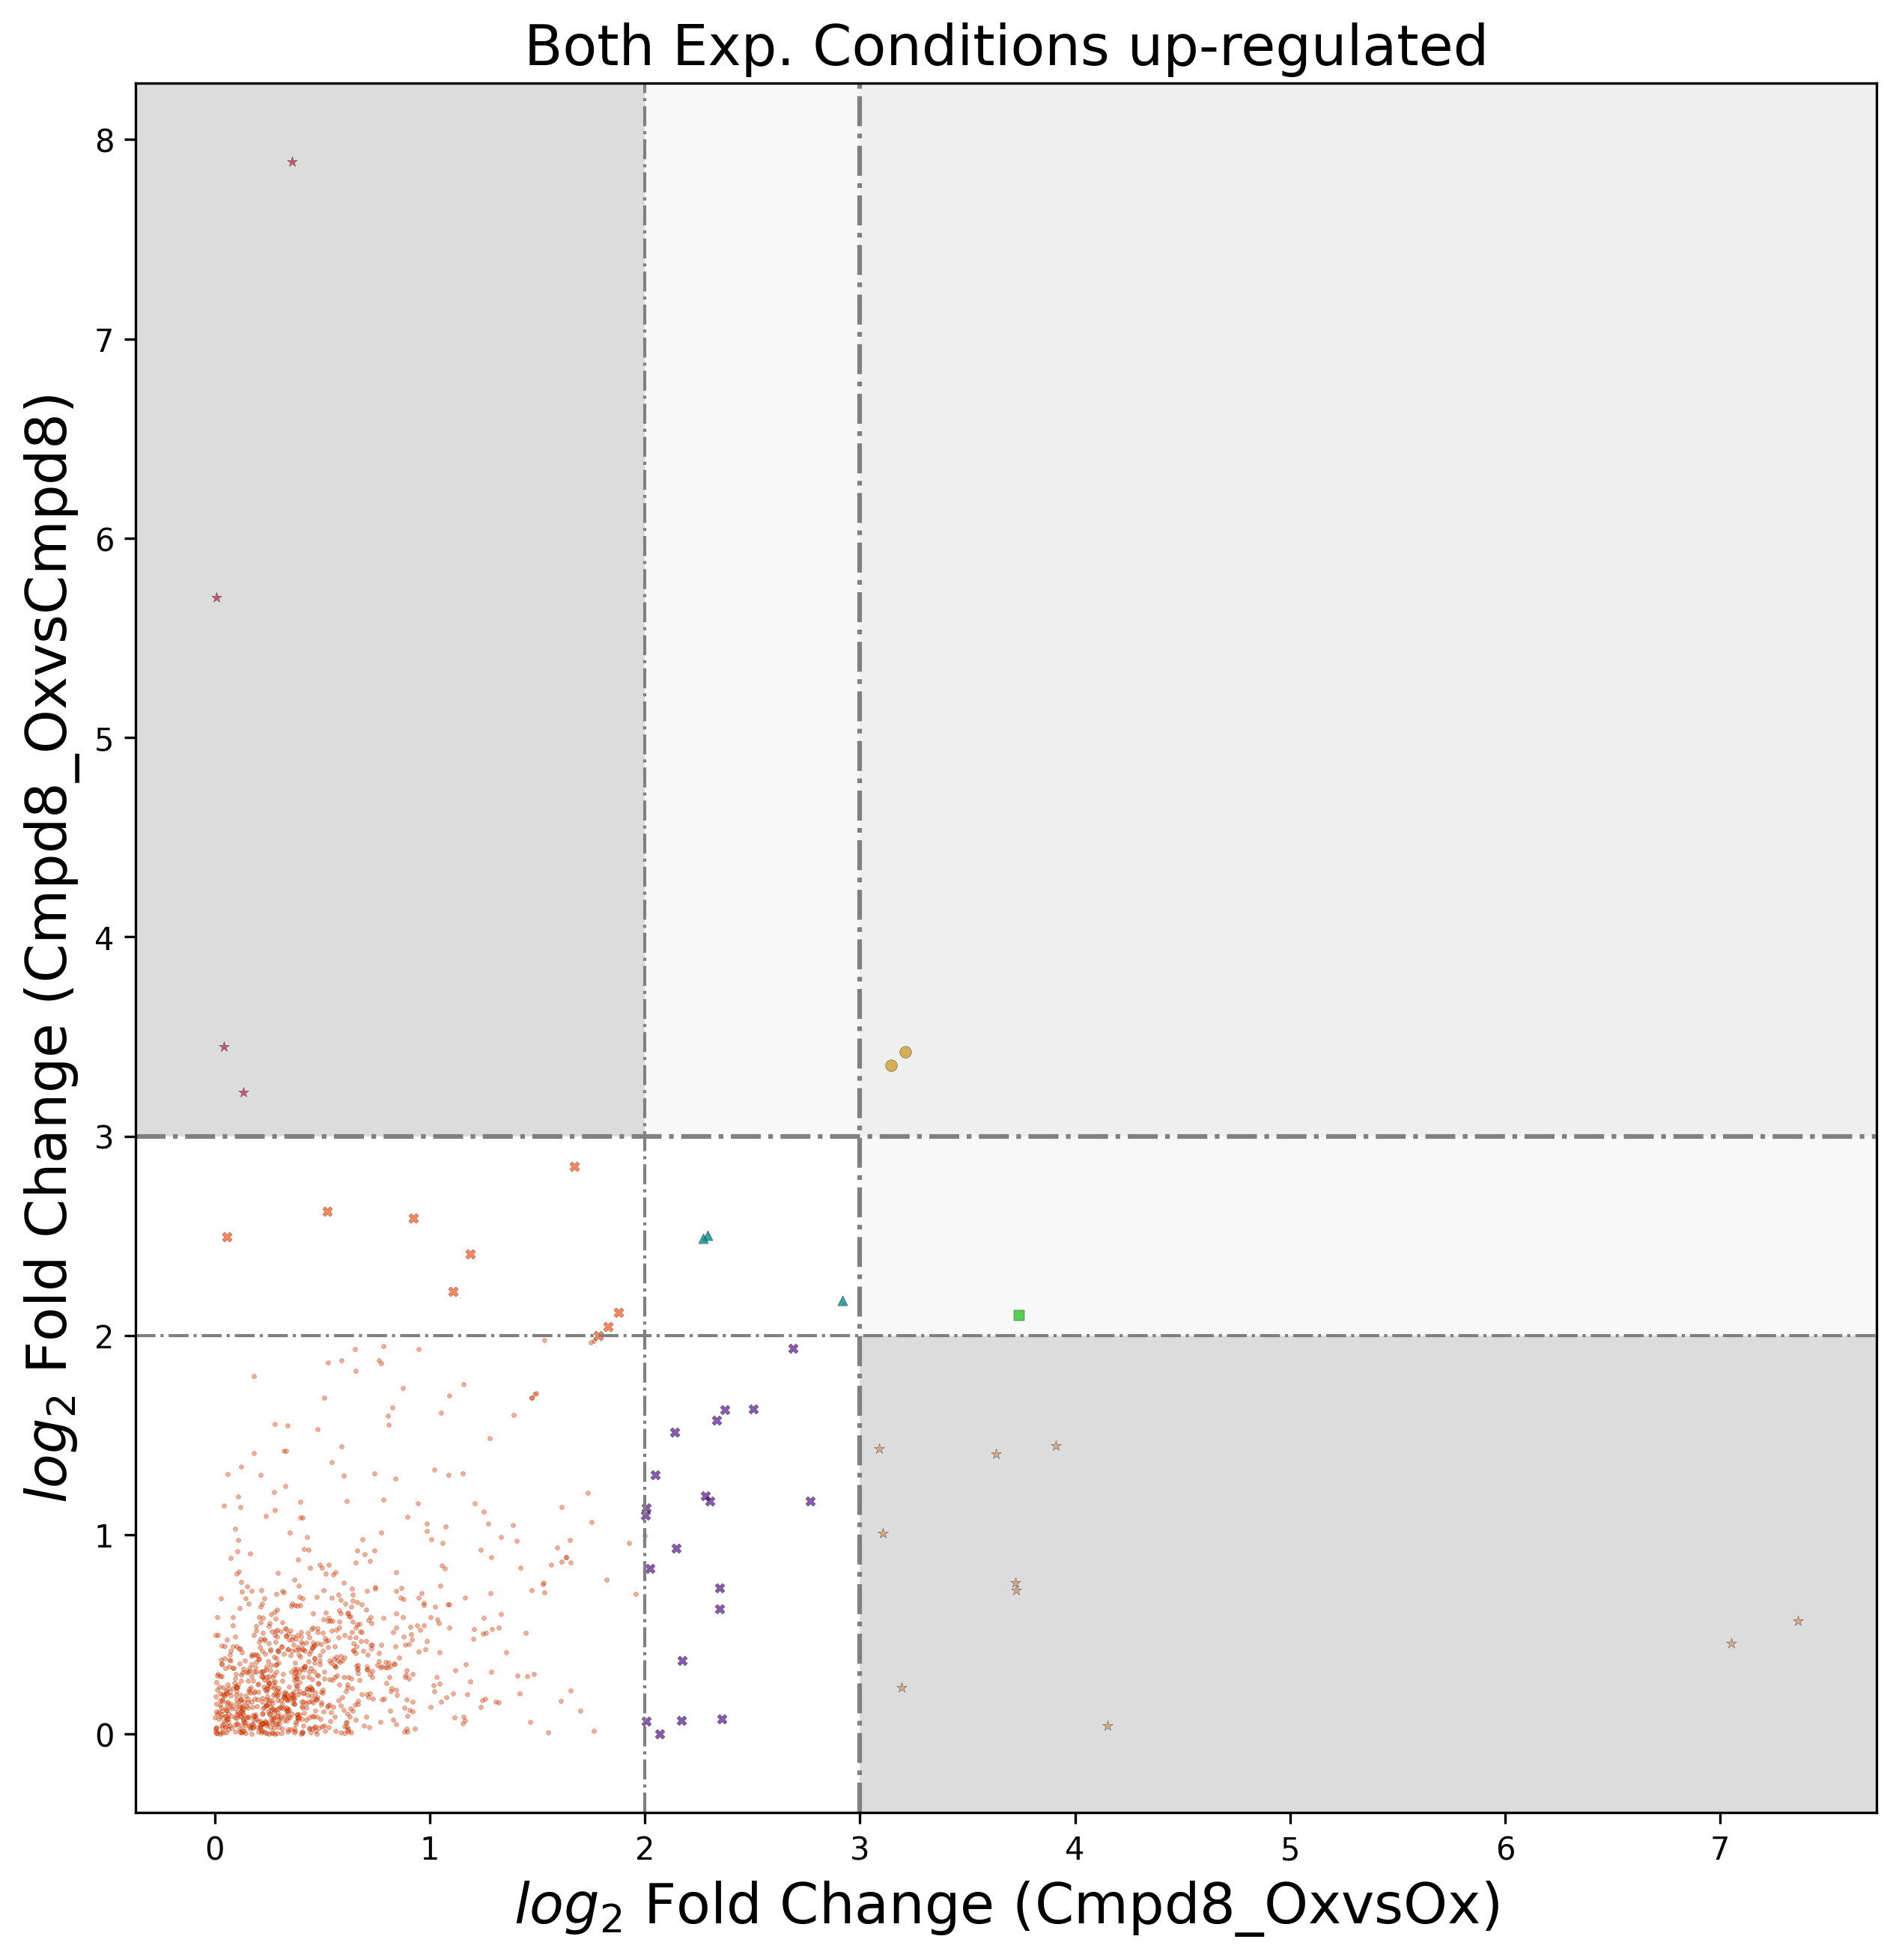 Both Exp. Conditions up-regulated
log2 Fold Change (Cmpd8_OxvsCmpd8)
8
7
6
5
4
3
2
1
0
0 1 2 3 4 5 6 7
log2 Fold Change (Cmpd8_OxvsOx)